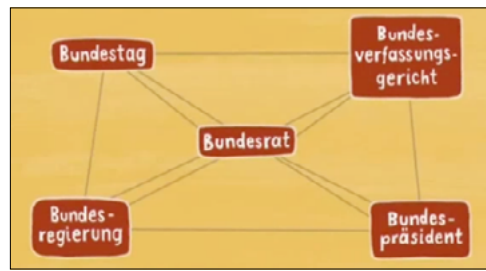 Bundestag
Bundes-
verfassungs-
gericht
Bundesrat
Bundes-
regierung
Bundes-
präsident